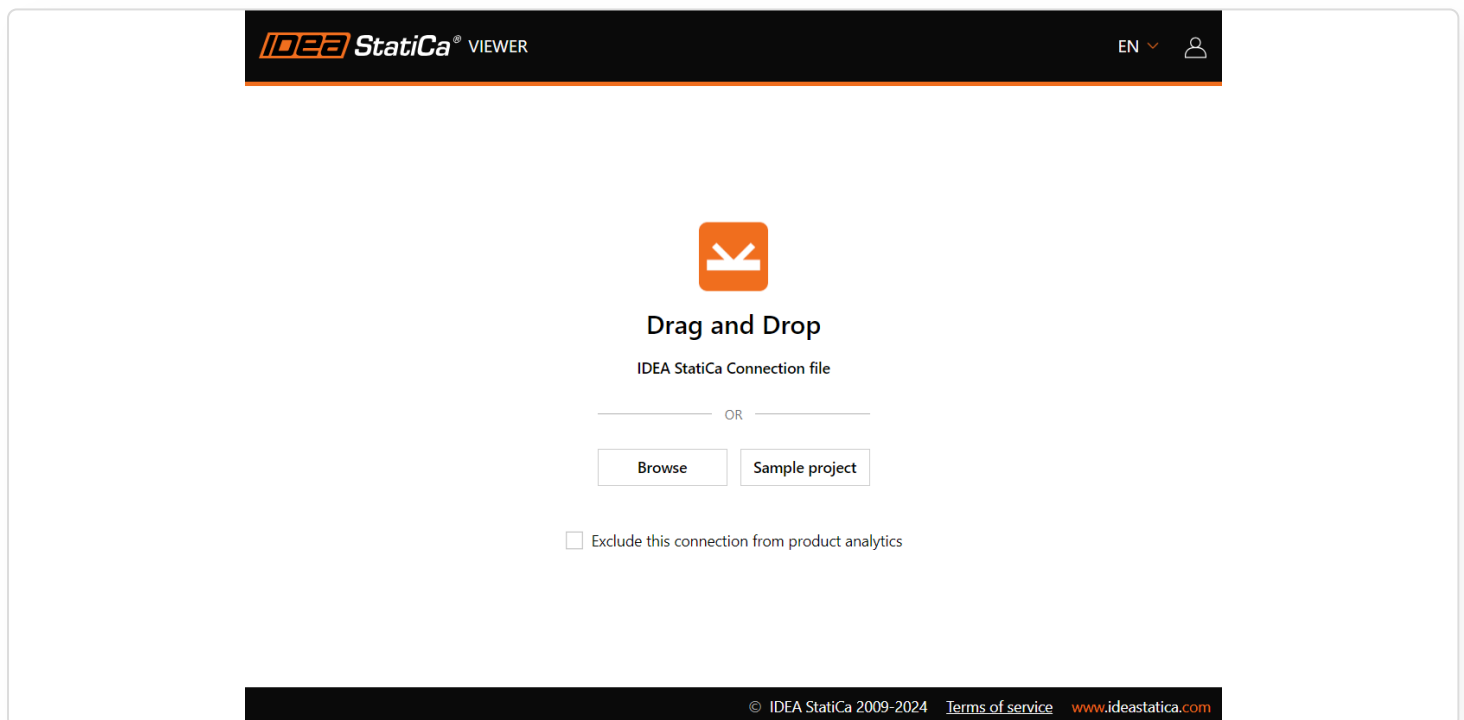 IDEA StatiCa® VIEWER EN
Drag and Drop
IDEA StatiCa Connection file
OR
Browse Sample project
Exclude this connection from product analytics
© IDEA StatiCa 2009-2024 Terms of service www.ideastatica.com